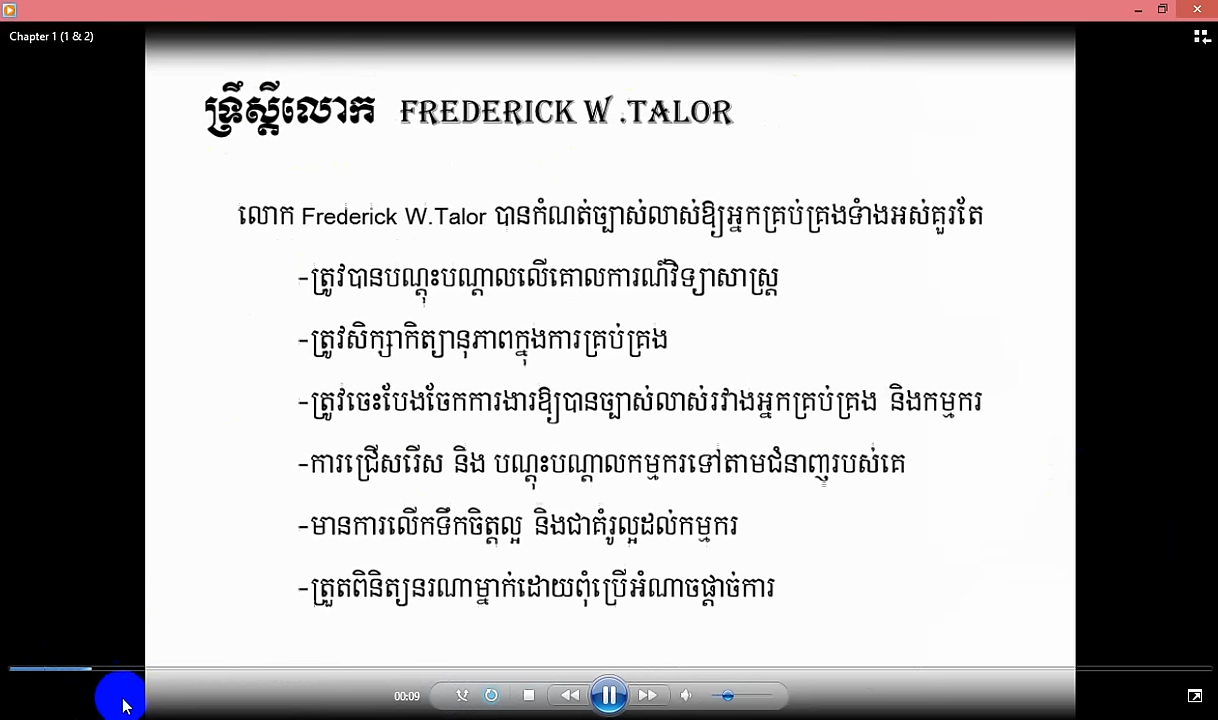 Chapter 1 (1 & 2)
ទ្រឹស្តីលោក FREDERICK W .TALOR
លោក Frederick W.Talor បានកំណត់ច្បាស់លាស់ឱ្យអ្នកគ្រប់គ្រងទំាងអស់គួរតែ
-ត្រូវបានបណ្តុះបណ្តាលលើគោលការណ៍វិទ្យាសាស្ត្រ
-ត្រូវសិក្សាកិត្យានុភាពក្នុងការគ្រប់គ្រង
-ត្រូវចេះបែងចែកការងារឱ្យបានច្បាស់លាស់រវាងអ្នកគ្រប់គ្រង និងកម្មករ
-ការជ្រើសរើស និង បណ្តុះបណ្តាលកម្មករទៅតាមជំនាញរបស់គេ
-មានការលើកទឹកចិត្តល្អ និងជាគំរូល្អដល់កម្មករ
-ត្រួតពិនិត្យនរណាម្នាក់ដោយពុំប្រើអំណាចផ្តាច់ការ
00:09